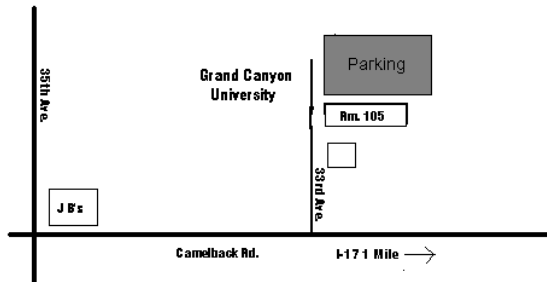 35th Ave.
Grand Canyon
University
Parking
Rm. 105
33rd Ave.
J B's
Camelback Rd.
I-17 1 Mile